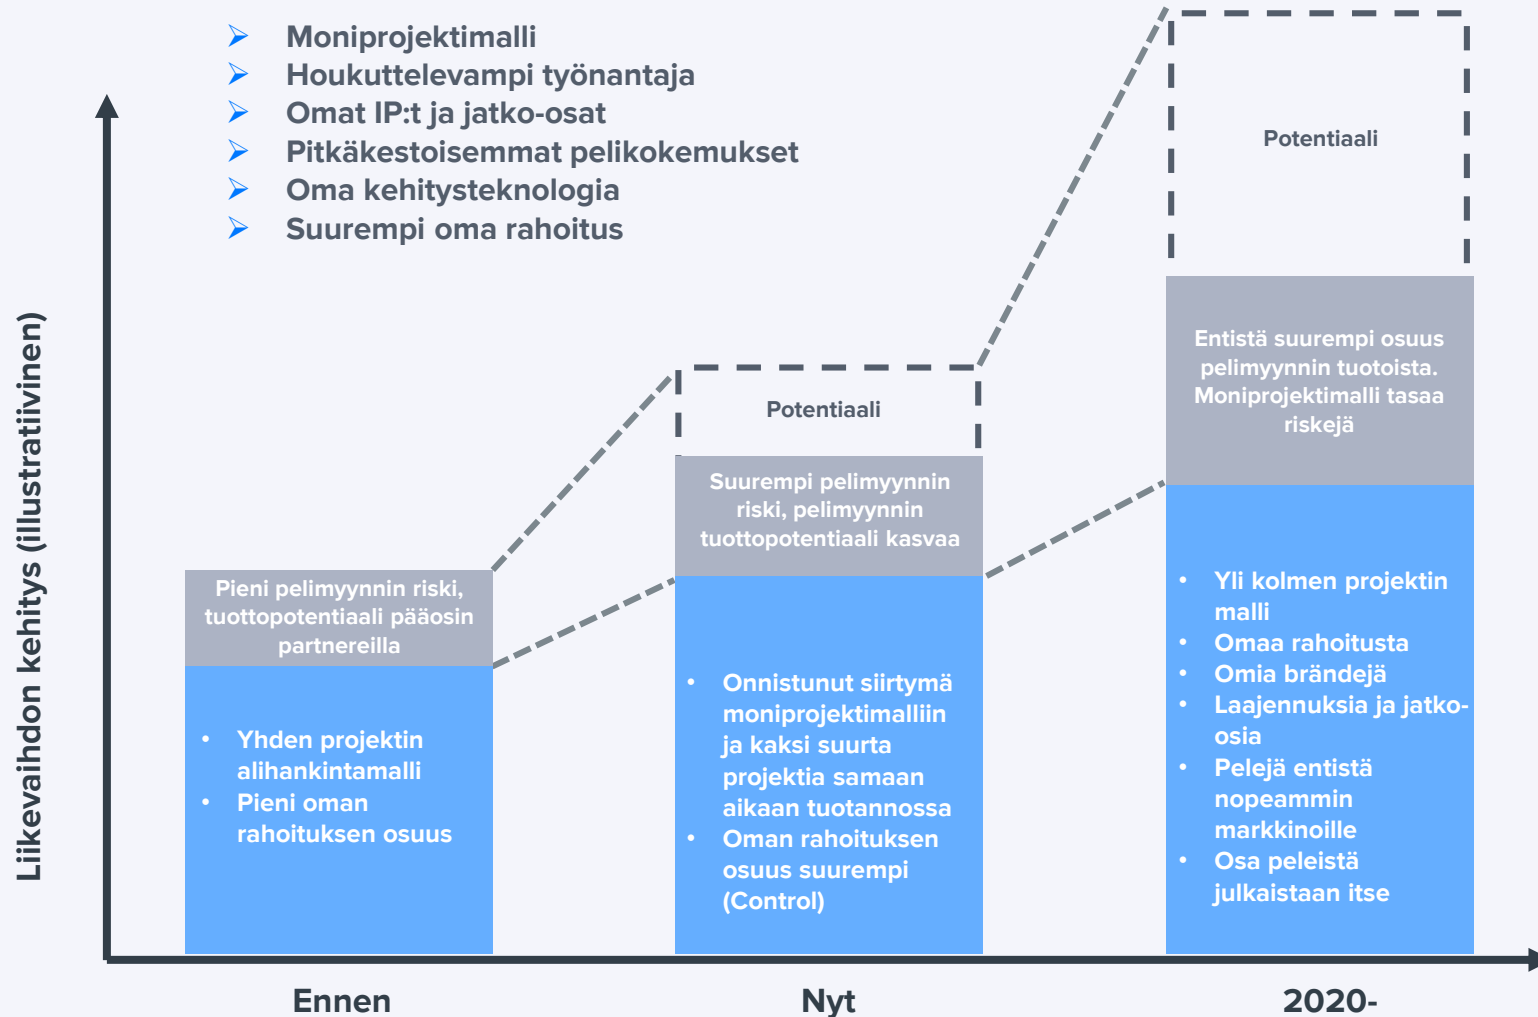 Moniprojektimalli
Houkuttelevampi työnantaja
Omat IP:t ja jatko-osat
Pitkäkestoisemmat pelikokemukset
Oma kehitysteknologia
Suurempi oma rahoitus
Liikevaihdon kehitys (illustratiivinen)
Pieni pelimyynnin riski,
tuottopotentiaali pääosin
partnereilla
• Yhden projektin
alihankintamalli
• Pieni oman
rahoituksen osuus
Ennen
Potentiaali
Suurempi pelimyynnin
riski, pelimyynnin
tuottopotentiaali kasvaa
• Onnistunut siirtymä
moniprojektimalliin
ja kaksi suurta
projektia samaan
aikaan tuotannossa
• Oman rahoituksen
osuus suurempi
(Control)
Nyt
Potentiaali
Entistä suurempi osuus
pelimyynnin tuotoista.
Moniprojektimalli tasaa
riskejä
• Yli kolmen projektin
malli
• Omaa rahoitusta
• Omia brändejä
• Laajennuksia ja jatko-
osia
• Pelejä entistä
nopeammin
markkinoille
• Osa peleistä
julkaistaan itse
2020-